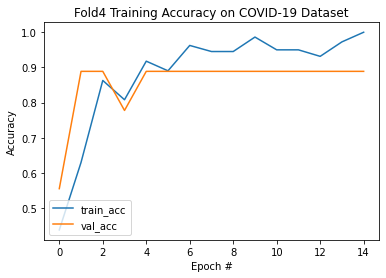 Fold4 Training Accuracy on COVID-19 Dataset
1.0
0.9
0.8
0.7
0.6
0.5
Accuracy
train_acc
val_acc
0 2 4 6 8 10 12 14
Epoch #